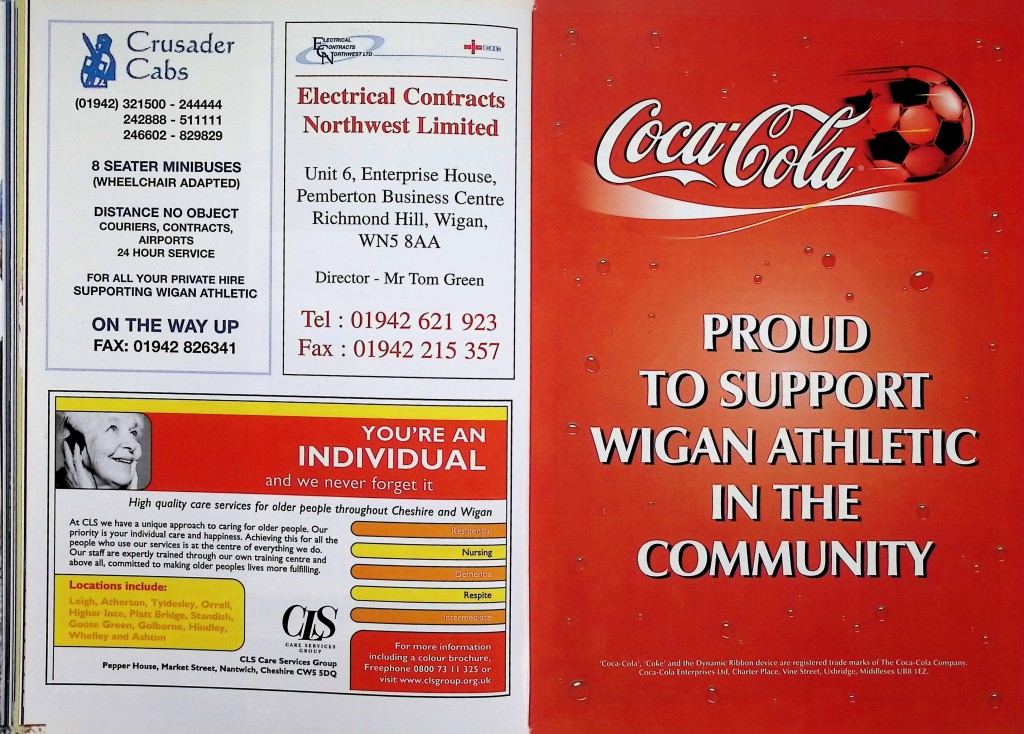 Crusader
Cabs
(01942) 321500 - 244444
242888 - 511111
246602 - 829829
8 SEATER MINIBUSES
(WHEELCHAIR ADAPTED)
DISTANCE NO OBJECT
COURIERS, CONTRACTS,
AIRPORTS
24 HOUR SERVICE
FOR ALL YOUR PRIVATE HIRE
SUPPORTING WIGAN ATHLETIC
ON THE WAY UP
FAX: 01942 826341
ELECTRICAL
CONTRACTS
NORTHWEST LTD
Electrical Contracts
Northwest Limited
Unit 6, Enterprise House,
Pemberton Business Centre
Richmond Hill, Wigan,
WN5 8AA
Director - Mr Tom Green
Tel : 01942 621 923
Fax : 01942 215 357
YOU'RE AN
INDIVIDUAL
and we never forget it
High quality care services for older people throughout Cheshire and Wigan
At CLS we have a unique approach to caring for older people. Our
priority is your individual care and happiness. Achieving this for all the
people who use our services is at the centre of everything we do.
Our staff are expertly trained through our own training centre and
above all, committed to making older peoples lives more fulfilling.
Residential
Nursing
Dementia
Respite
Intermediate
Locations include:
Leigh, Atherton, Tyldesley, Orrell,
Higher Ince, Platt Bridge, Standish,
Goose Green, Golborne, Hindley,
Whelley and Ashton
CLS
CARE SERVICES
GROUP
CLS Care Services Group
Pepper House, Market Street, Nantwich, Cheshire CW5 5DQ
For more information
including a colour brochure,
Freephone 0800 73 11 325 or
visit www.clsgroup.org.uk
Coca-Cola®
PROUD
TO SUPPORT
WIGAN ATHLETIC
IN THE
COMMUNITY
'Coca-Cola', 'Coke' and the Dynamic Ribbon device are registered trade marks of The Coca-Cola Company.
Coca-Cola Enterprises Ltd, Charter Place, Vine Street, Uxbridge, Middlesex UB8 1EZ.